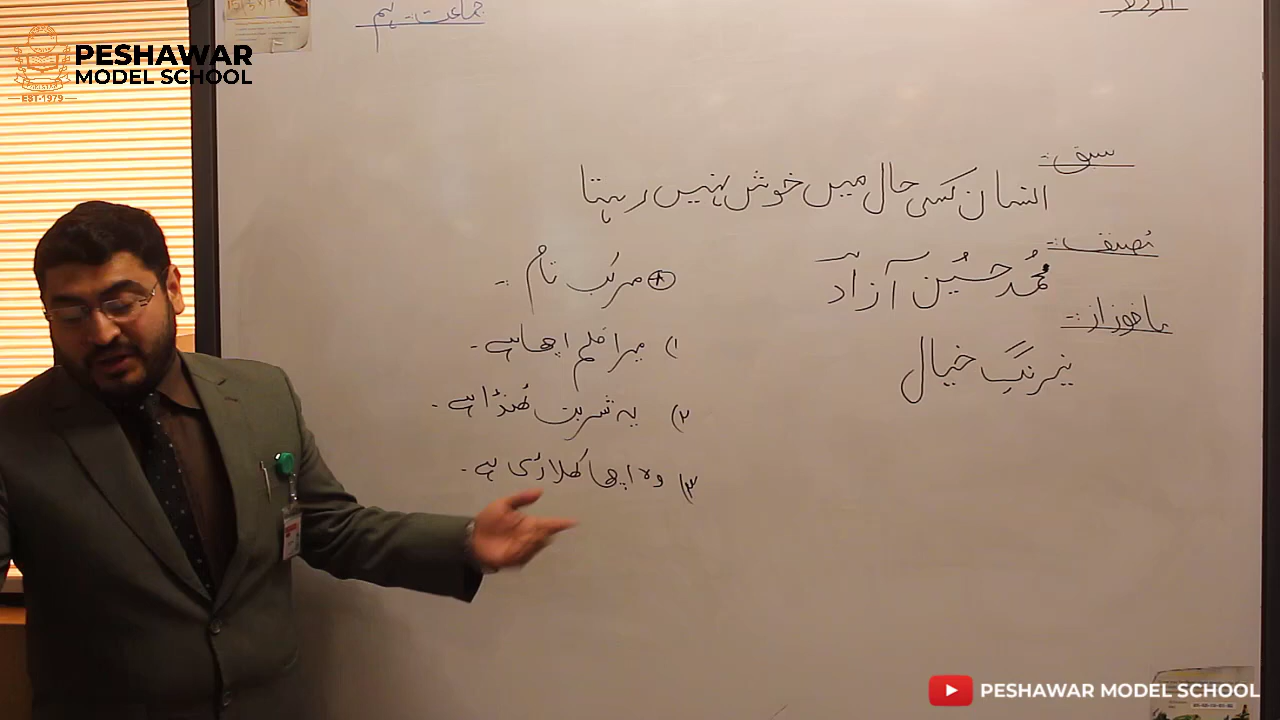 PESHAWAR
MODEL SCHOOL
EST-1979
اردو
جماعت:- نہم
سبق:-
انسان کسی حال میں خوش نہیں رہتا
مصنف:-
محمد حسین آزاد
ماخوز از:-
نیرنگِ خیال
مرکب تام:-
۱) میرا قلم اچھا ہے۔
۲) یہ شربت ٹھنڈا ہے۔
۳) وہ اچھا کھلاڑی ہے۔
PESHAWAR MODEL SCHOOL